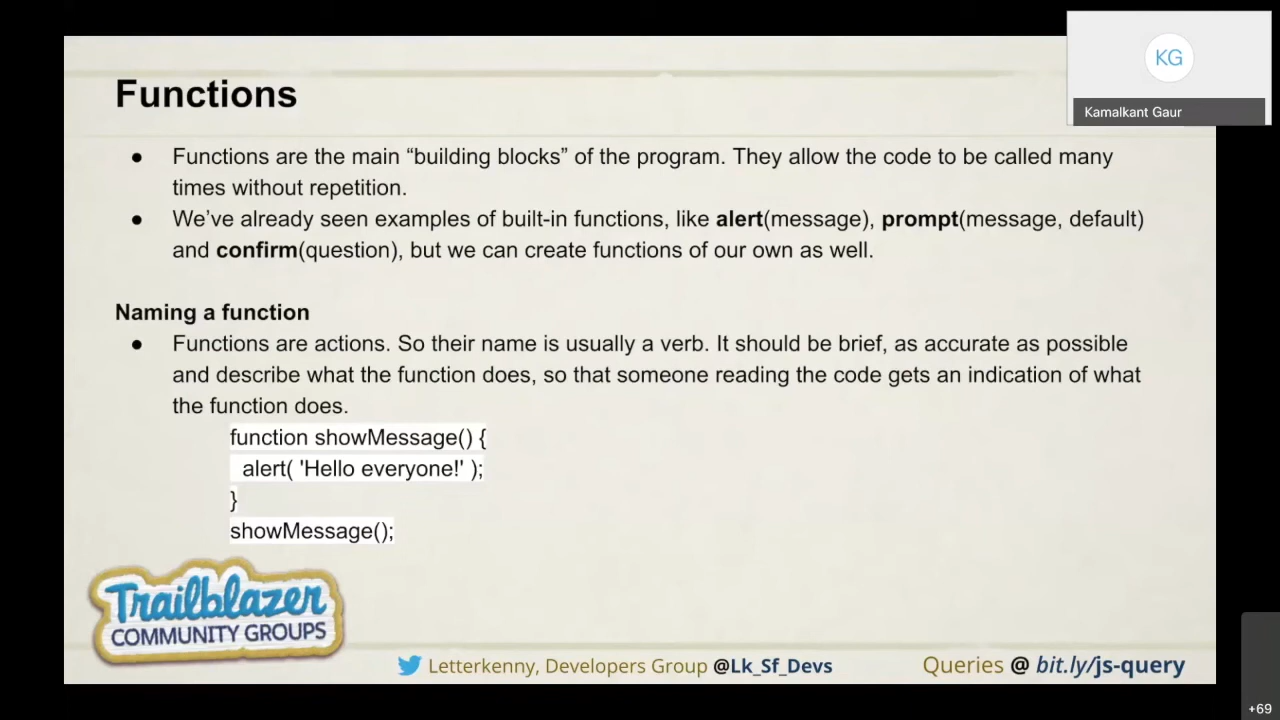 KG
Kamalkant Gaur
Functions
● Functions are the main “building blocks” of the program. They allow the code to be called many
times without repetition.
● We’ve already seen examples of built-in functions, like alert(message), prompt(message, default)
and confirm(question), but we can create functions of our own as well.
Naming a function
● Functions are actions. So their name is usually a verb. It should be brief, as accurate as possible
and describe what the function does, so that someone reading the code gets an indication of what
the function does.
function showMessage() {
alert( 'Hello everyone!' );
}
showMessage();
Trailblazer
COMMUNITY GROUPS
Letterkenny, Developers Group @Lk_Sf_Devs
Queries @ bit.ly/js-query
+69